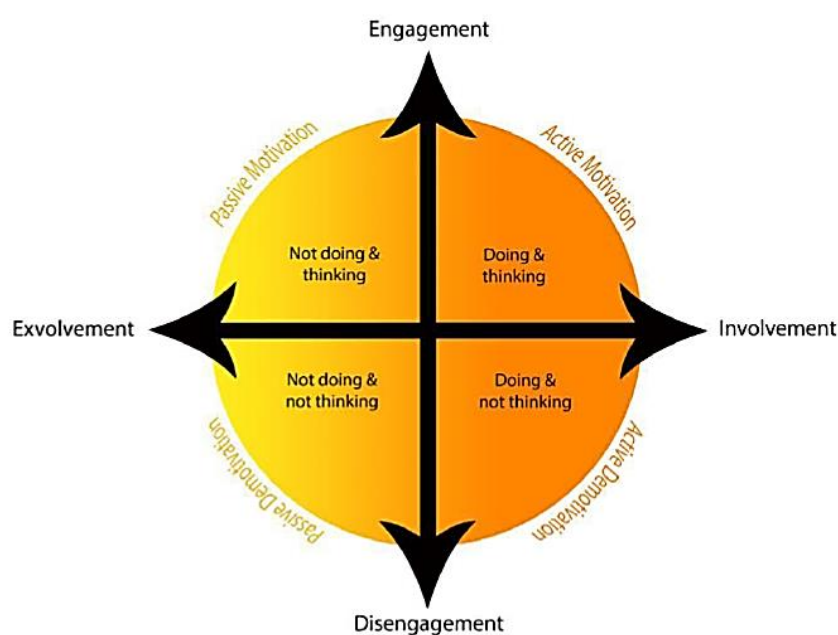 Engagement
Passive Motivation
Active Motivation
Not doing &
thinking
Doing &
thinking
Exvolvement
Involvement
Not doing &
not thinking
Doing &
not thinking
Passive Demotivation
Active Demotivation
Disengagement